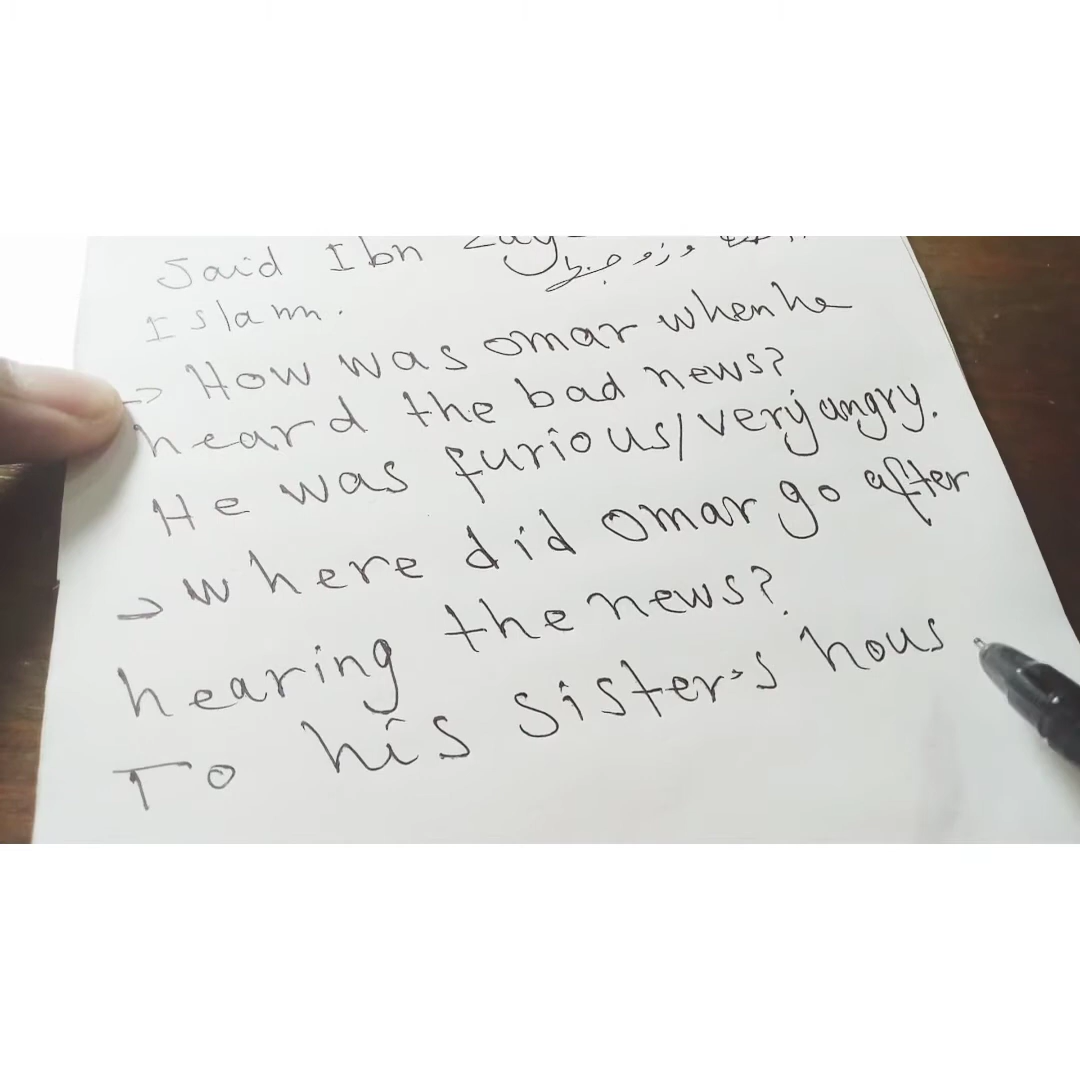 Said Ibn
Islam.
→ How was omar when he
heard the bad news?
He was furious/very angry.
→ where did omar go after
hearing the news?
To his sister's hous